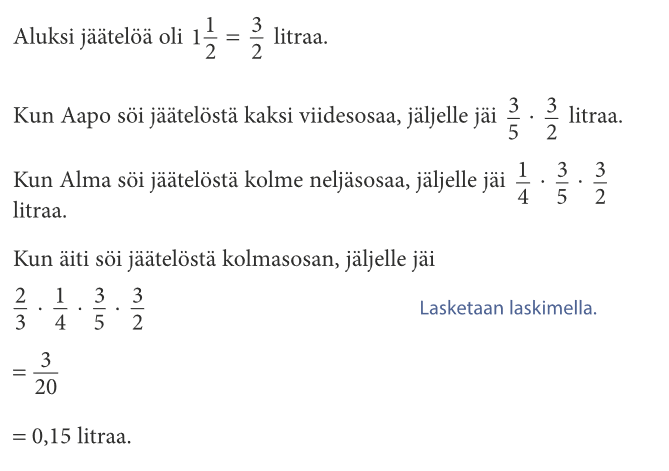 Aluksi jäätelöä oli 1 1/2 = 3/2 litraa.
Kun Aapo söi jäätelöstä kaksi viidesosaa, jäljelle jäi 3/5 · 3/2 litraa.
Kun Alma söi jäätelöstä kolme neljäsosaa, jäljelle jäi 1/4 · 3/5 · 3/2
litraa.
Kun äiti söi jäätelöstä kolmasosan, jäljelle jäi
2/3 · 1/4 · 3/5 · 3/2 Lasketaan laskimella.
= 3/20
= 0,15 litraa.